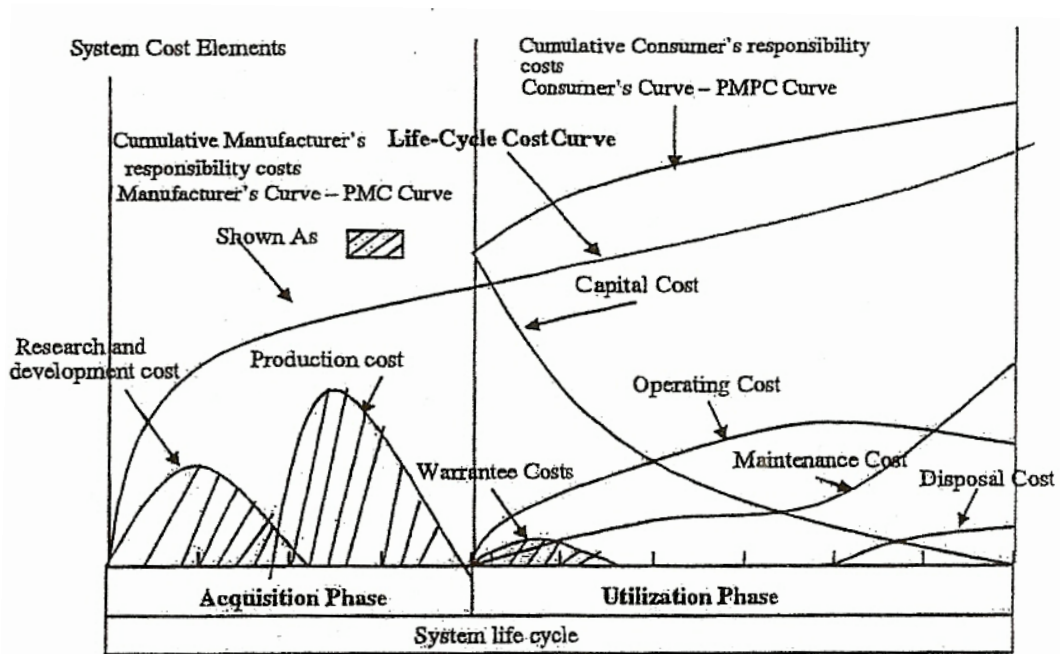 System Cost Elements
Cumulative Consumer's responsibility
costs
Consumer's Curve – PMPC Curve
Cumulative Manufacturer's
responsibility costs
Manufacturer's Curve – PMC Curve
Life-Cycle Cost Curve
Shown As
Capital Cost
Research and
development cost
Production cost
Operating Cost
Warrantee Costs
Maintenance Cost
Disposal Cost
Acquisition Phase
Utilization Phase
System life cycle